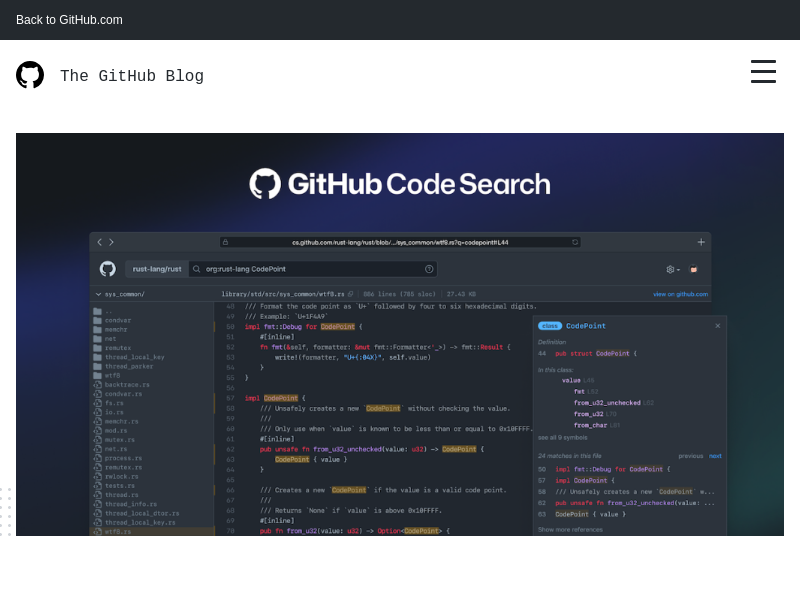 Back to GitHub.com
The GitHub Blog
GitHub Code Search
cs.github.com/rust-lang/rust/blob/.../sys_common/wtf8.rs?q=codepoint#L44
rust-lang/rust
org:rust-lang CodePoint
sys_common/
library/std/src/sys_common/wtf8.rs
886 lines (765 sloc)
27.43 KB
view on github.com
..
condvar
memchr
net
remutex
thread_local_key
thread_parker
wtf8
backtrace.rs
condvar.rs
fs.rs
io.rs
memchr.rs
mod.rs
mutex.rs
net.rs
process.rs
remutex.rs
rwlock.rs
tests.rs
thread.rs
thread_info.rs
thread_local_dtor.rs
thread_local_key.rs
wtf8.rs
48 /// Format the code point as `U+` followed by four to six hexadecimal digits.
49 /// Example: `U+1F4A9`
50 impl fmt::Debug for CodePoint {
51 #[inline]
52 fn fmt(&self, formatter: &mut fmt::Formatter<'_>) -> fmt::Result {
53 write!(formatter, "U+{:04X}", self.value)
54 }
55 }
56
57 impl CodePoint {
58 /// Unsafely creates a new `CodePoint` without checking the value.
59 ///
60 /// Only use when `value` is known to be less than or equal to 0x10FFFF.
61 #[inline]
62 pub unsafe fn from_u32_unchecked(value: u32) -> CodePoint {
63 CodePoint { value }
64 }
65
66 /// Creates a new `CodePoint` if the value is a valid code point.
67 ///
68 /// Returns `None` if `value` is above 0x10FFFF.
69 #[inline]
70 pub fn from_u32(value: u32) -> Option<CodePoint> {
class CodePoint
Definition
44 pub struct CodePoint {
In this class:
value L45
fmt L52
from_u32_unchecked L62
from_u32 L70
from_char L81
see all 9 symbols
24 matches in this file
previous next
50 impl fmt::Debug for CodePoint {
57 impl CodePoint {
58 /// Unsafely creates a new `CodePoint` w...
62 pub unsafe fn from_u32_unchecked(value: ...
63 CodePoint { value }
Show more references